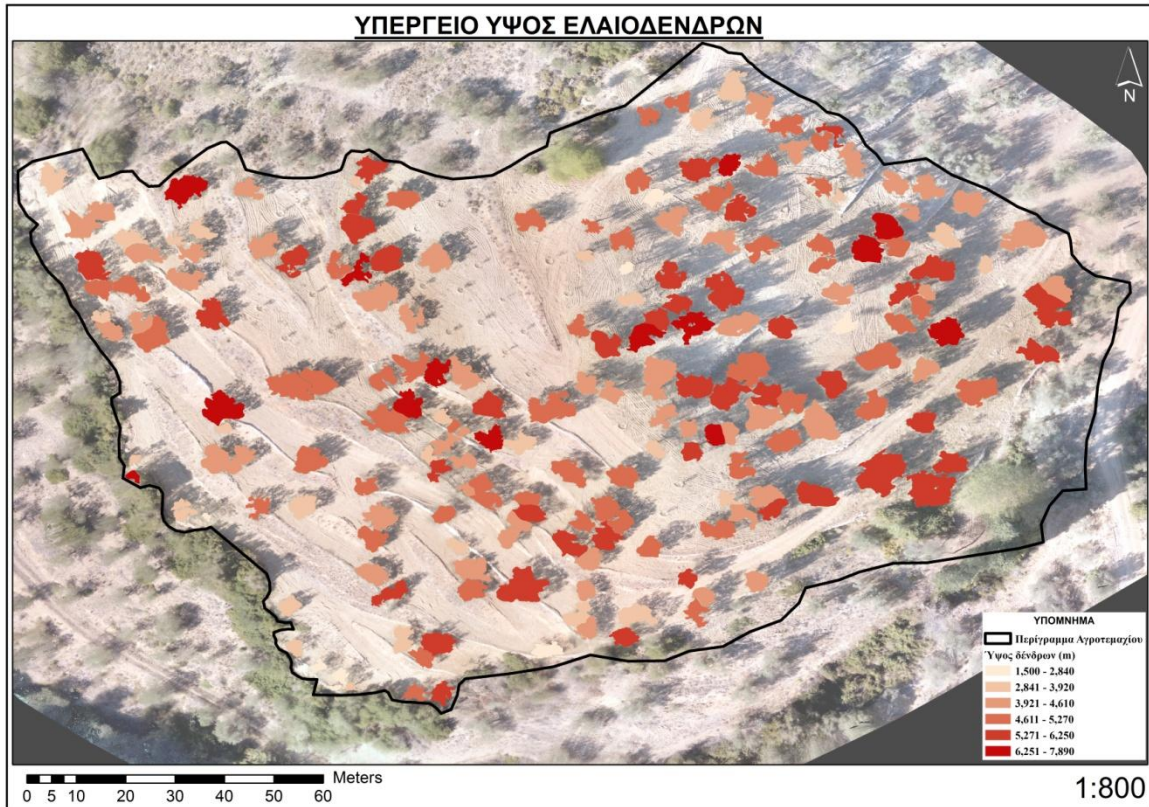 ΥΠΕΡΓΕΙΟ ΥΨΟΣ ΕΛΑΙΟΔΕΝΔΡΩΝ
N
ΥΠΟΜΝΗΜΑ
Περίγραμμα Αγροτεμαχίου
Ύψος δένδρων (m)
1,500 - 2,840
2,841 - 3,920
3,921 - 4,610
4,611 - 5,270
5,271 - 6,250
6,251 - 7,890
Meters
0 5 10 20 30 40 50 60
1:800